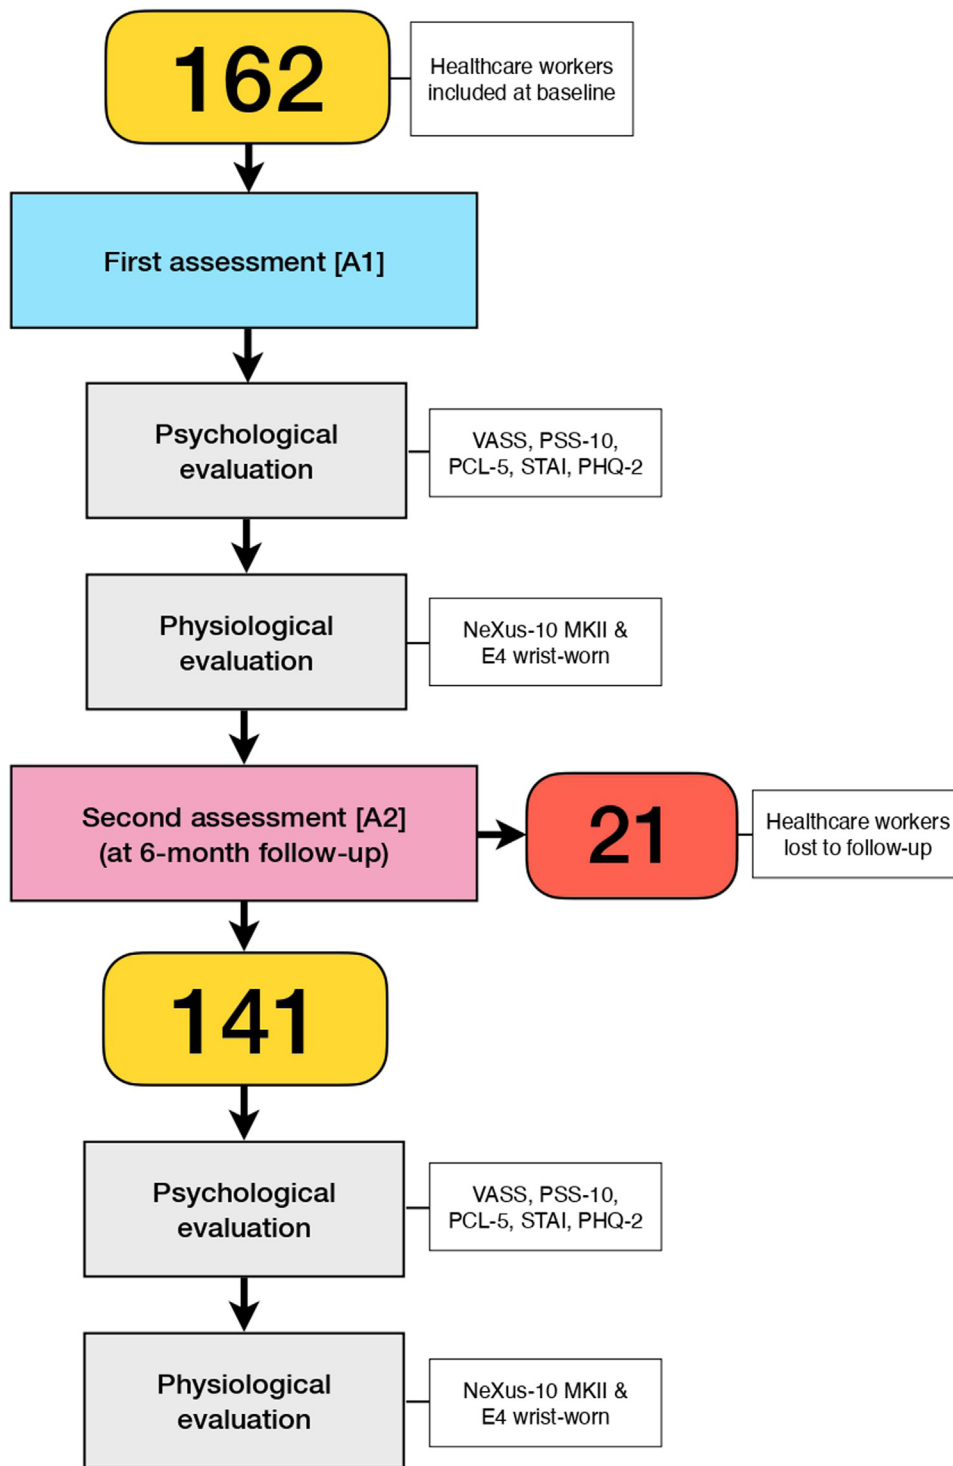 162
Healthcare workers
included at baseline
First assessment [A1]
Psychological
evaluation
VASS, PSS-10,
PCL-5, STAI, PHQ-2
Physiological
evaluation
NeXus-10 MKII &
E4 wrist-worn
Second assessment [A2]
(at 6-month follow-up)
21
Healthcare workers
lost to follow-up
141
Psychological
evaluation
VASS, PSS-10,
PCL-5, STAI, PHQ-2
Physiological
evaluation
NeXus-10 MKII &
E4 wrist-worn